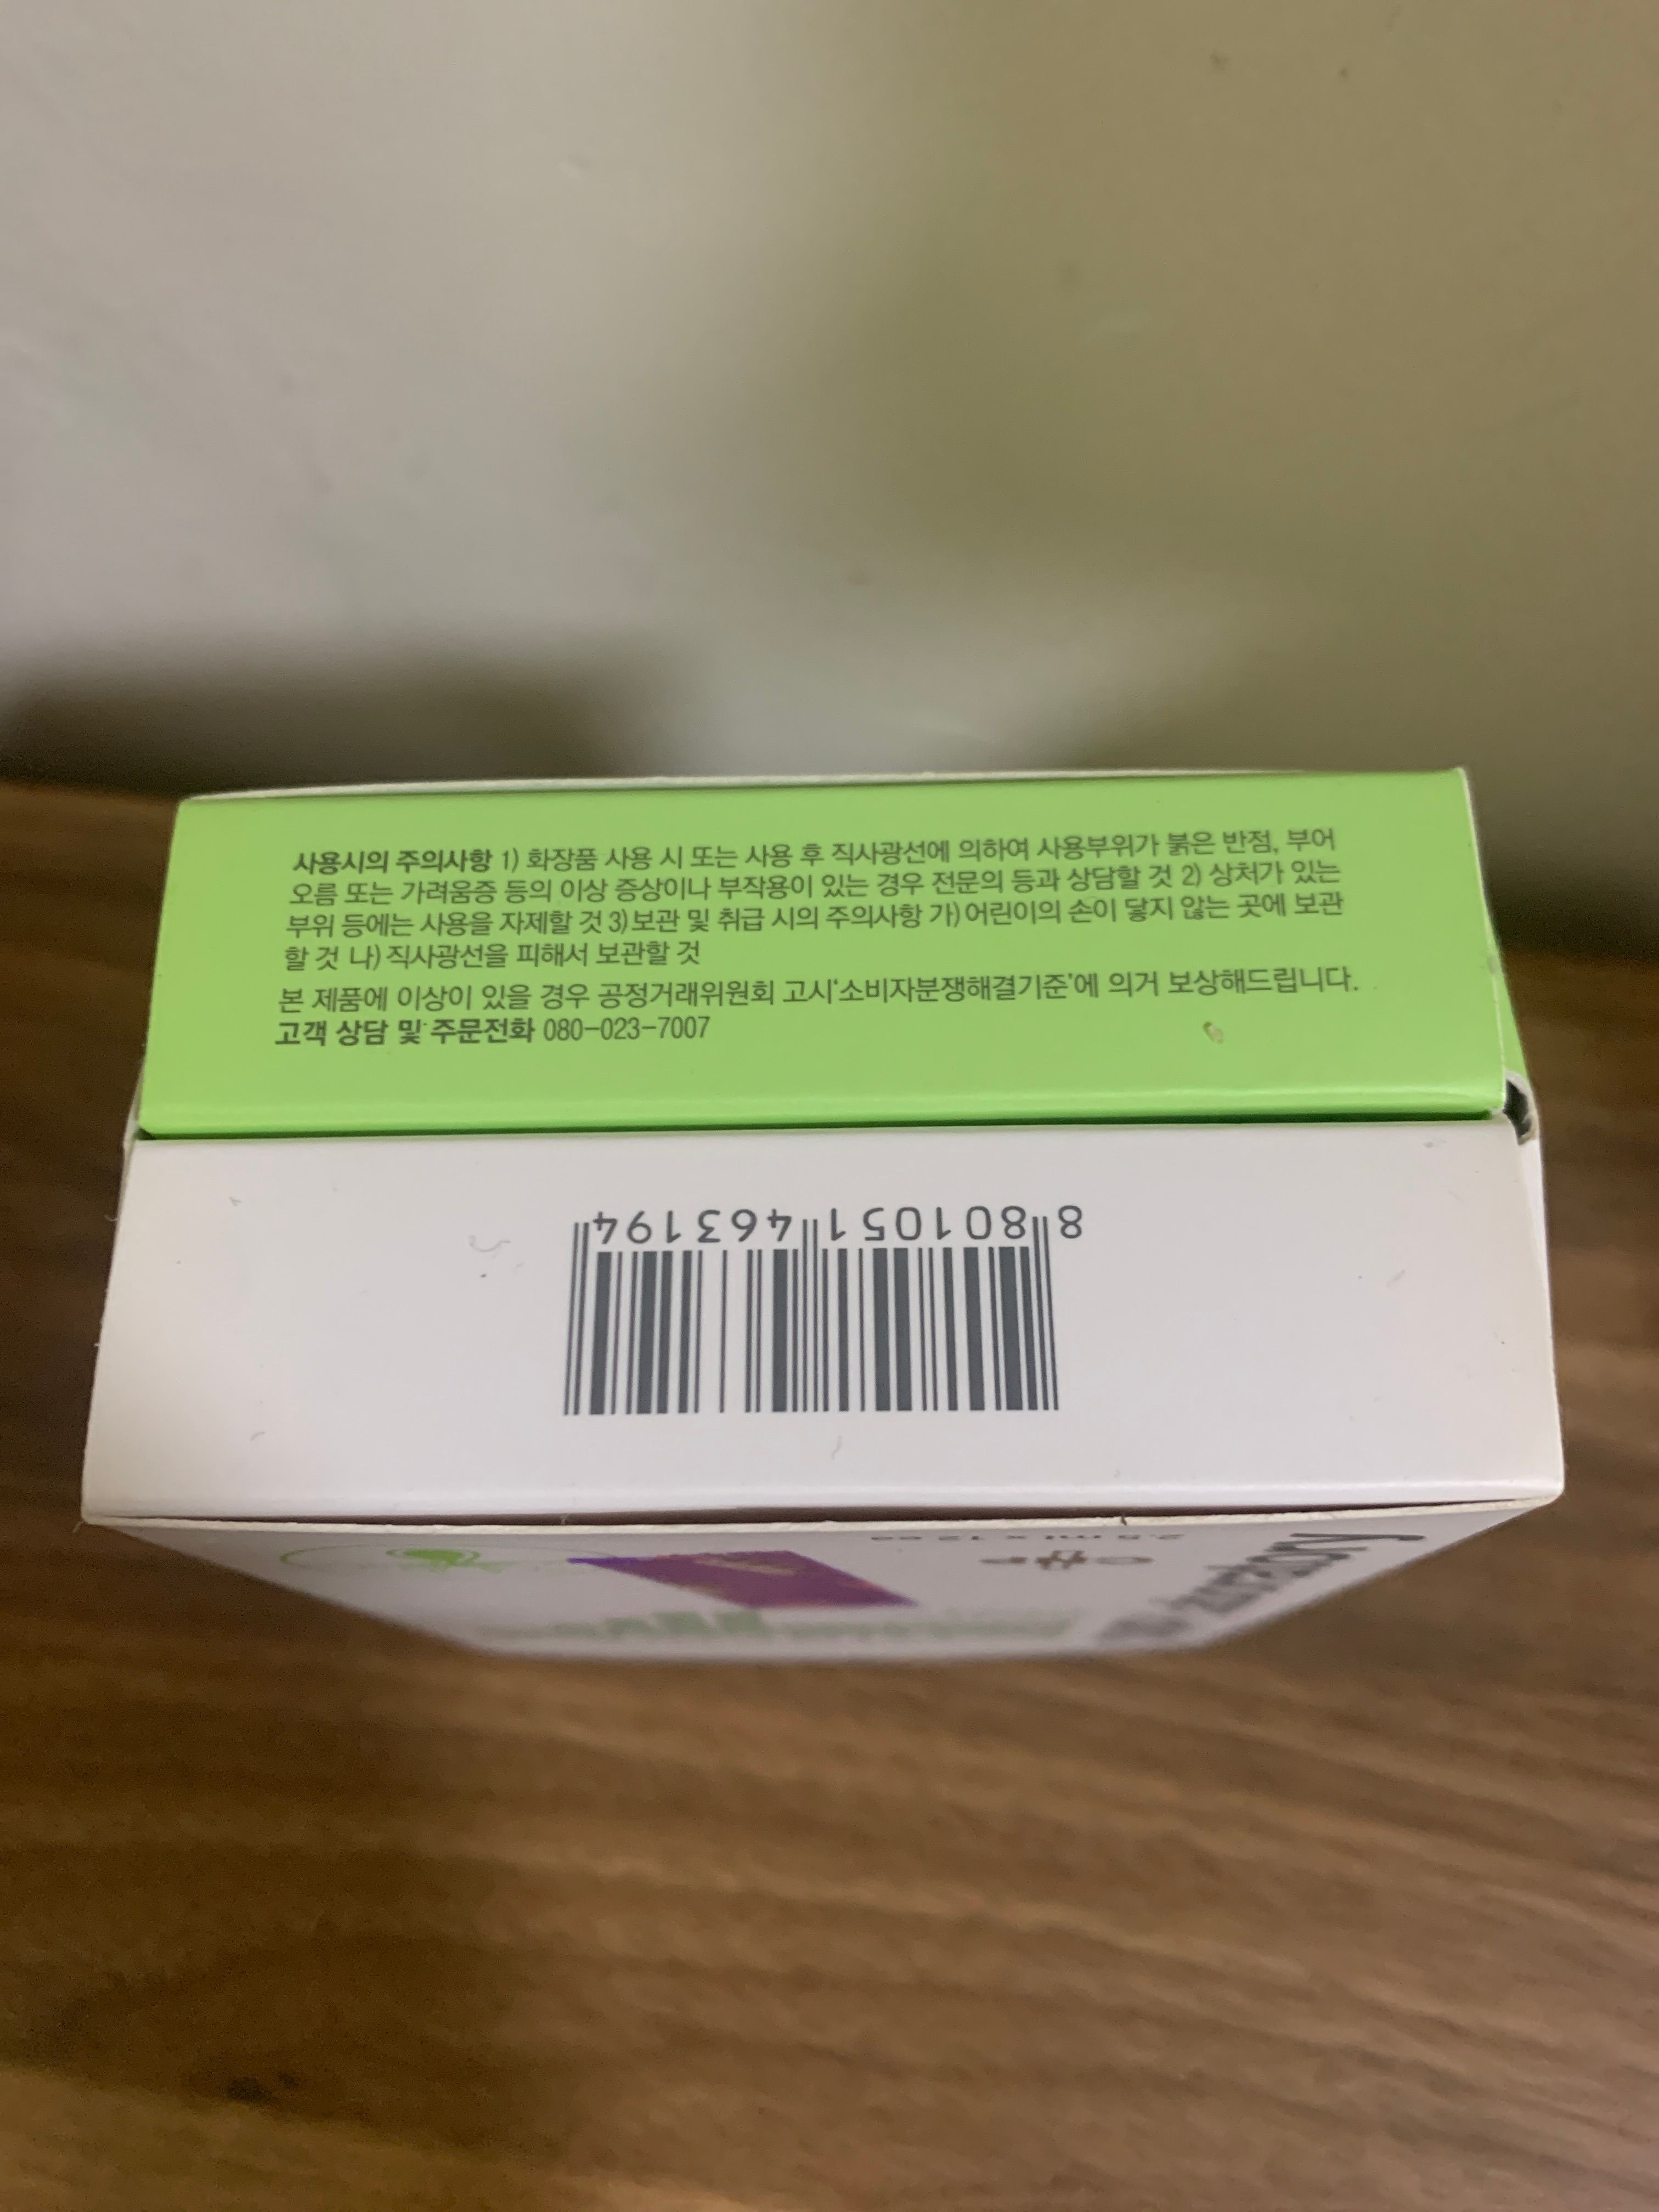 사용시의 주의사항 1) 화장품 사용 시 또는 사용 후 직사광선에 의하여 사용부위가 붉은 반점, 부어
오름 또는 가려움증 등의 이상 증상이나 부작용이 있는 경우 전문의 등과 상담할 것 2) 상처가 있는
부위 등에는 사용을 자제할 것 3)보관 및 취급 시의 주의사항 가)어린이의 손이 닿지 않는 곳에 보관
할 것 나)직사광선을 피해서 보관할 것
본 제품에 이상이 있을 경우 공정거래위원회 고시‘소비자분쟁해결기준’에 의거 보상해드립니다.
고객 상담 및 주문전화 080-023-7007
8 801051 463194
2.5 ml x 12 ea